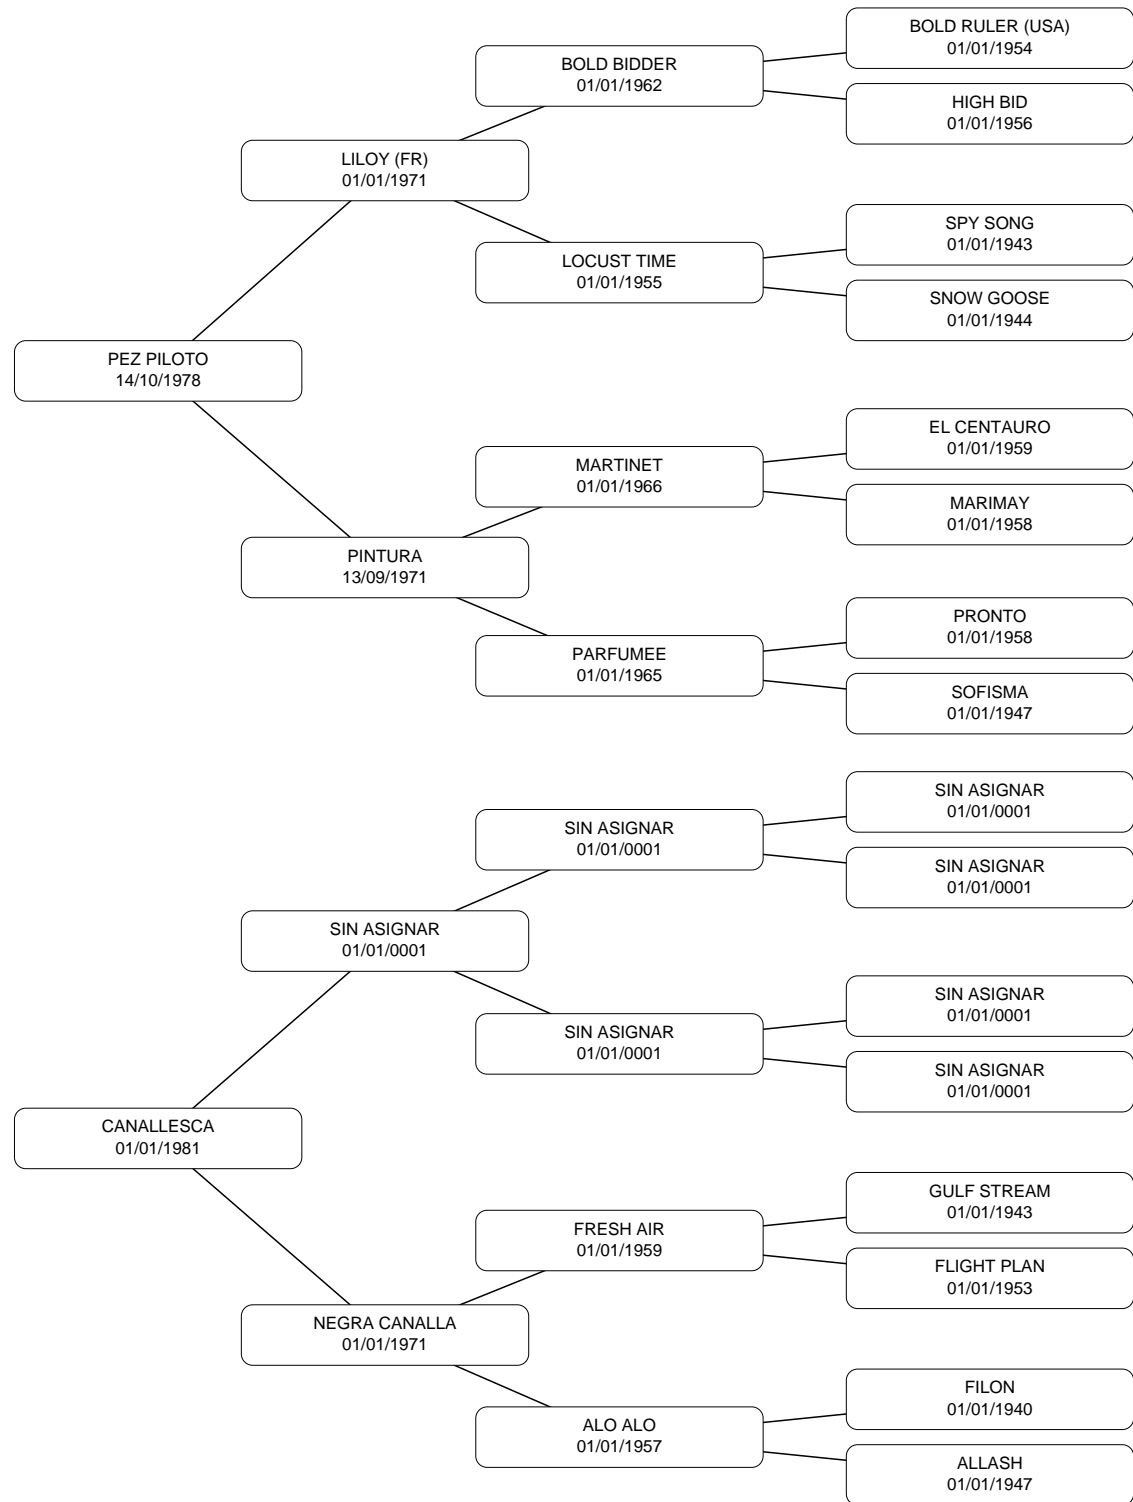 BOLD RULER (USA)
01/01/1954
BOLD BIDDER
01/01/1962
HIGH BID
01/01/1956
LILOY (FR)
01/01/1971
SPY SONG
01/01/1943
LOCUST TIME
01/01/1955
SNOW GOOSE
01/01/1944
PEZ PILOTO
14/10/1978
EL CENTAURO
01/01/1959
MARTINET
01/01/1966
MARIMAY
01/01/1958
PINTURA
13/09/1971
PRONTO
01/01/1958
PARFUMEE
01/01/1965
SOFISMA
01/01/1947
SIN ASIGNAR
01/01/0001
SIN ASIGNAR
01/01/0001
SIN ASIGNAR
01/01/0001
SIN ASIGNAR
01/01/0001
SIN ASIGNAR
01/01/0001
SIN ASIGNAR
01/01/0001
SIN ASIGNAR
01/01/0001
CANALLESCA
01/01/1981
GULF STREAM
01/01/1943
FRESH AIR
01/01/1959
FLIGHT PLAN
01/01/1953
NEGRA CANALLA
01/01/1971
FILON
01/01/1940
ALO ALO
01/01/1957
ALLASH
01/01/1947